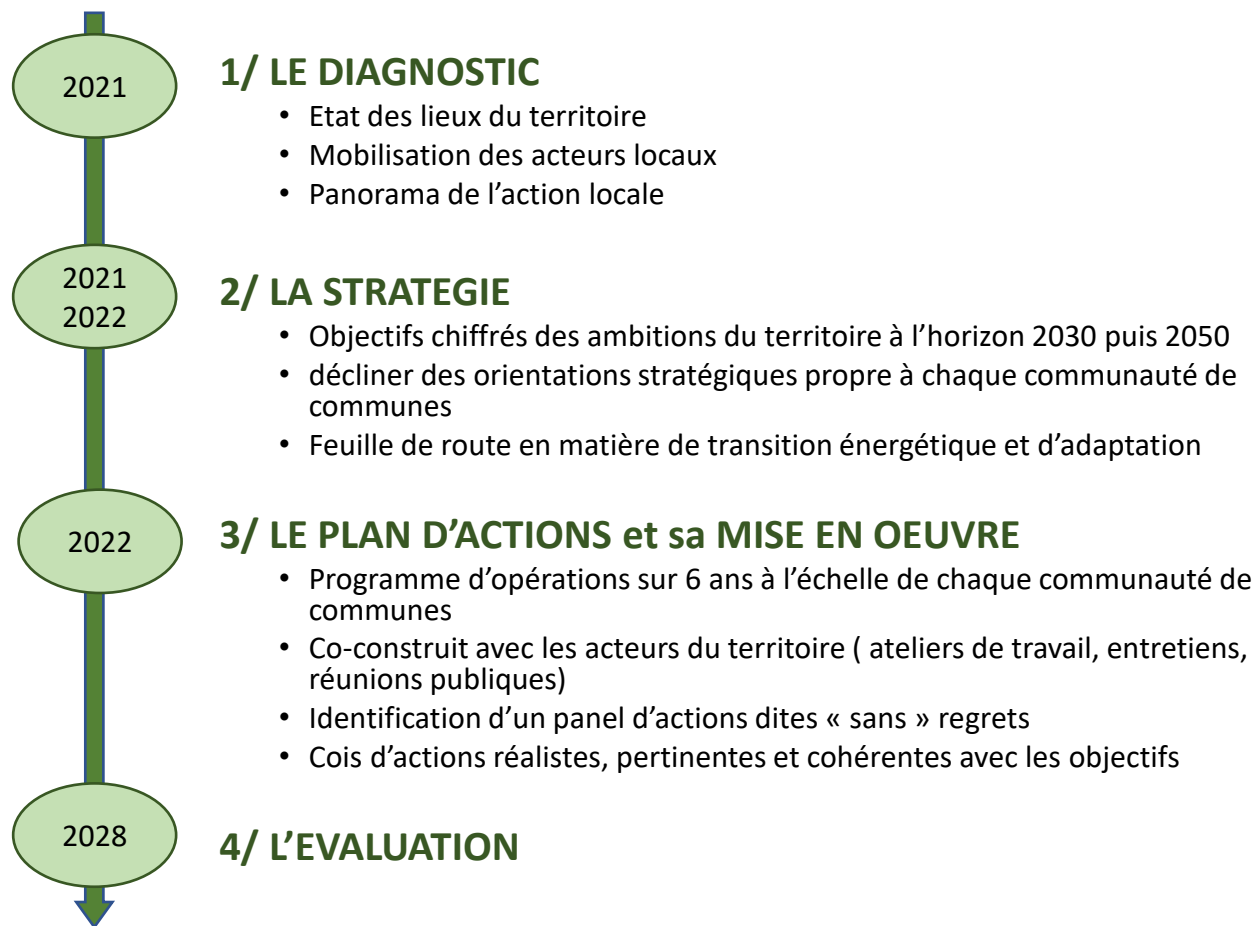 2021
1/ LE DIAGNOSTIC
• Etat des lieux du territoire
• Mobilisation des acteurs locaux
• Panorama de l’action locale
2021
2022
2/ LA STRATEGIE
• Objectifs chiffrés des ambitions du territoire à l’horizon 2030 puis 2050
• décliner des orientations stratégiques propre à chaque communauté de
communes
• Feuille de route en matière de transition énergétique et d’adaptation
2022
3/ LE PLAN D’ACTIONS et sa MISE EN OEUVRE
• Programme d’opérations sur 6 ans à l’échelle de chaque communauté de
communes
• Co-construit avec les acteurs du territoire ( ateliers de travail, entretiens,
réunions publiques)
• Identification d’un panel d’actions dites « sans » regrets
• Cois d’actions réalistes, pertinentes et cohérentes avec les objectifs
2028
4/ L’EVALUATION